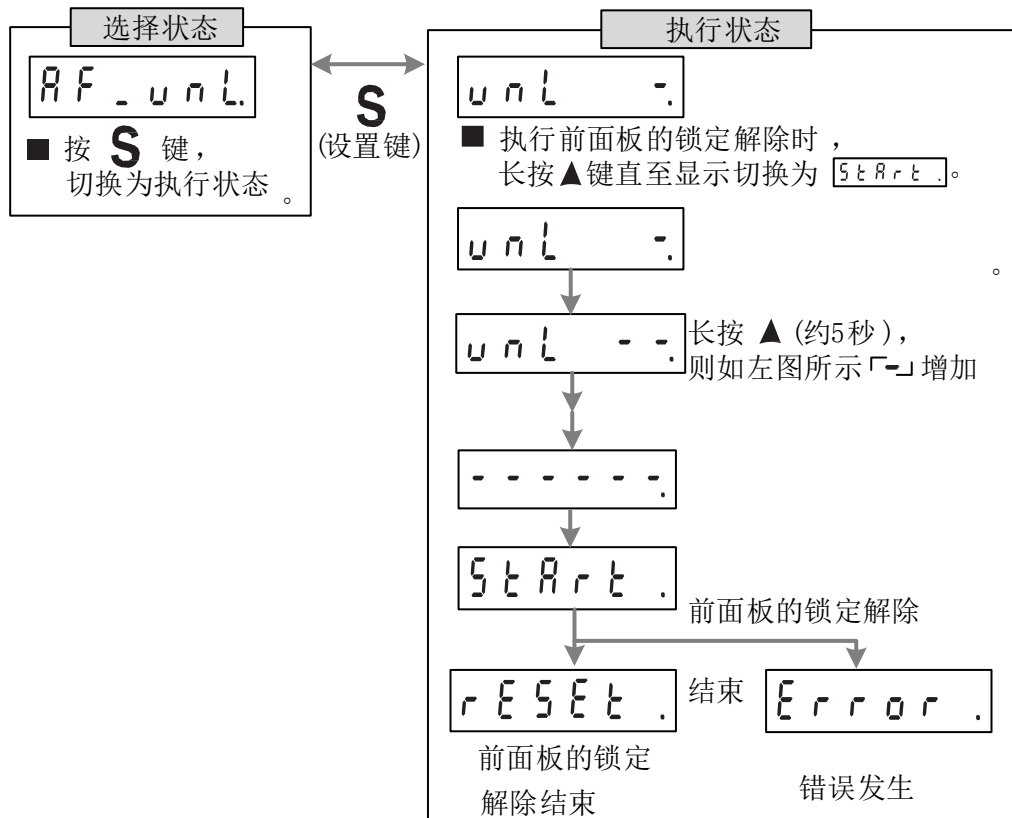 选择状态
AF_unL.
■ 按 S 键，
切换为执行状态。
S
(设置键)
执行状态
unL -.
■ 执行前面板的锁定解除时，
长按▲键直至显示切换为 StArt .。
unL -.
。
unL --.
长按 ▲ (约5秒)，
则如左图所示「-」增加
------.
StArt .
前面板的锁定解除
rESEt .
结束
Error .
前面板的锁定
解除结束
错误发生